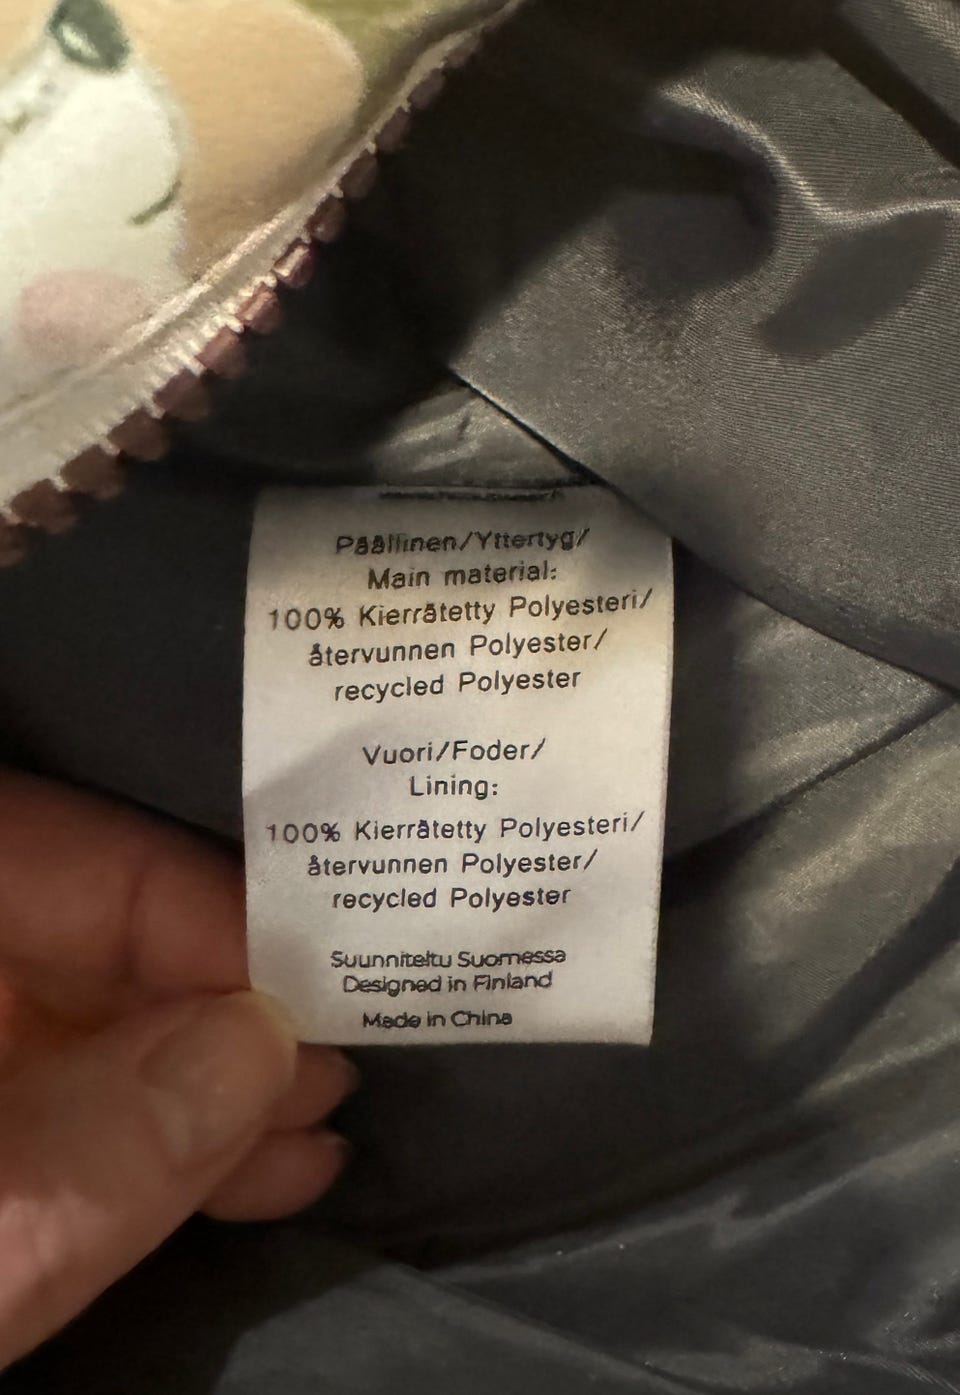 Päällinen/Yttertyg/
Main material:
100% Kierrätetty Polyesteri/
återvunnen Polyester/
recycled Polyester
Vuori/Foder/
Lining:
100% Kierrätetty Polyesteri/
återvunnen Polyester/
recycled Polyester
Suunniteltu Suomessa
Designed in Finland
Made in China